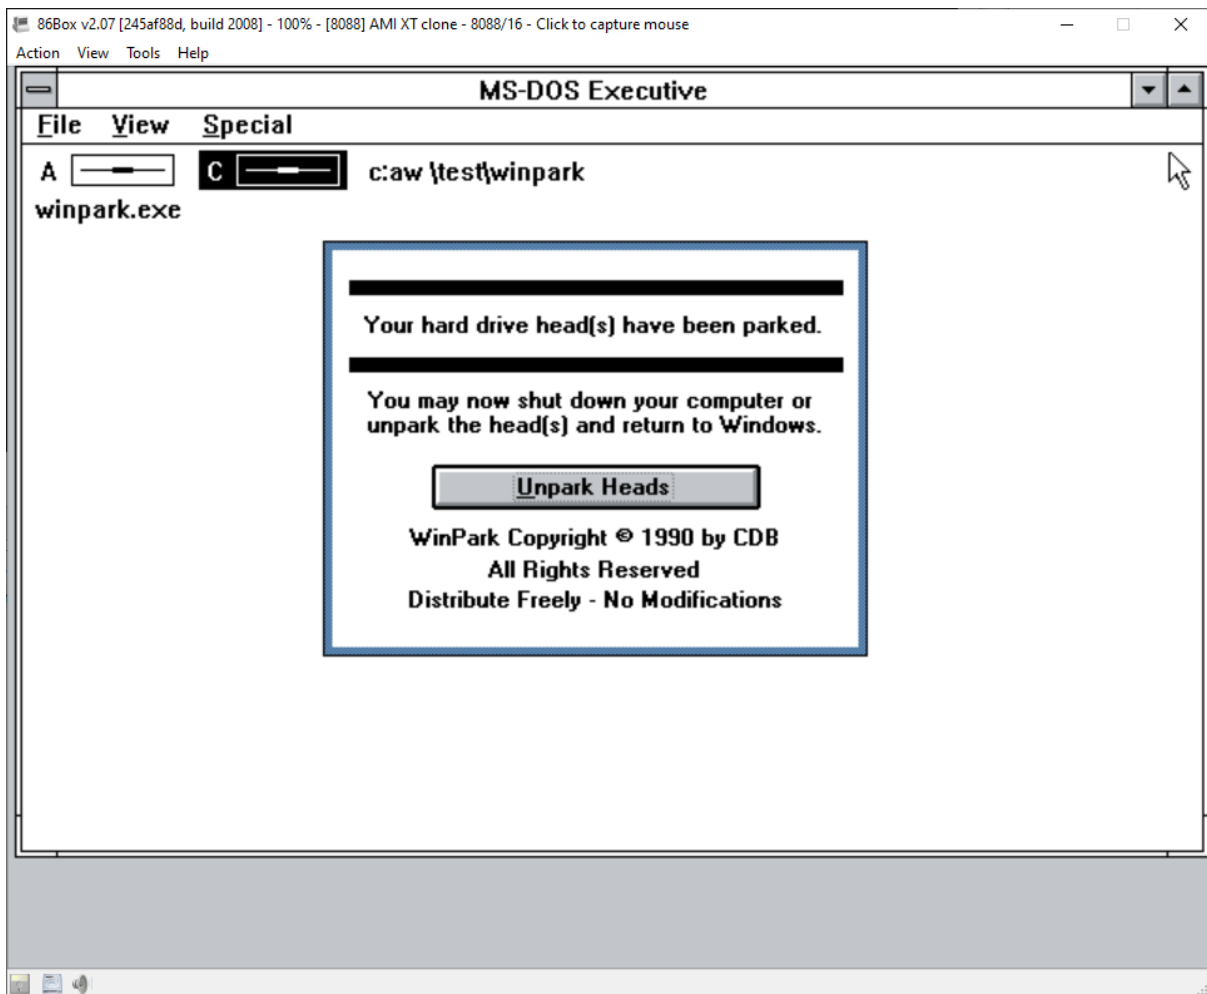 86Box v2.07 [245af88d, build 2008] - 100% - [8088] AMI XT clone - 8088/16 - Click to capture mouse
Action View Tools Help
MS-DOS Executive
File View Special
A C c:aw \test\winpark
winpark.exe
Your hard drive head(s) have been parked.
You may now shut down your computer or
unpark the head(s) and return to Windows.
Unpark Heads
WinPark Copyright © 1990 by CDB
All Rights Reserved
Distribute Freely - No Modifications